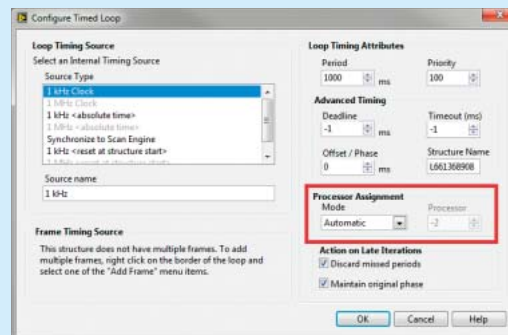 Configure Timed Loop
Loop Timing Source
Select an Internal Timing Source
Source Type
1 kHz Clock
1 MHz Clock
1 kHz <absolute time>
1 MHz <absolute time>
Synchronize to Scan Engine
1 kHz <reset at structure start>
1 MHz <reset at structure start>
Source name
1 kHz
Frame Timing Source
This structure does not have multiple frames. To add
multiple frames, right click on the border of the loop and
select one of the "Add Frame" menu items.
Loop Timing Attributes
Period Priority
1000 ms 100
Advanced Timing
Deadline Timeout (ms)
-1 ms -1
Offset / Phase Structure Name
0 ms L661368908
Processor Assignment
Mode Processor
Automatic -2
Action on Late Iterations
Discard missed periods
Maintain original phase
OK Cancel Help